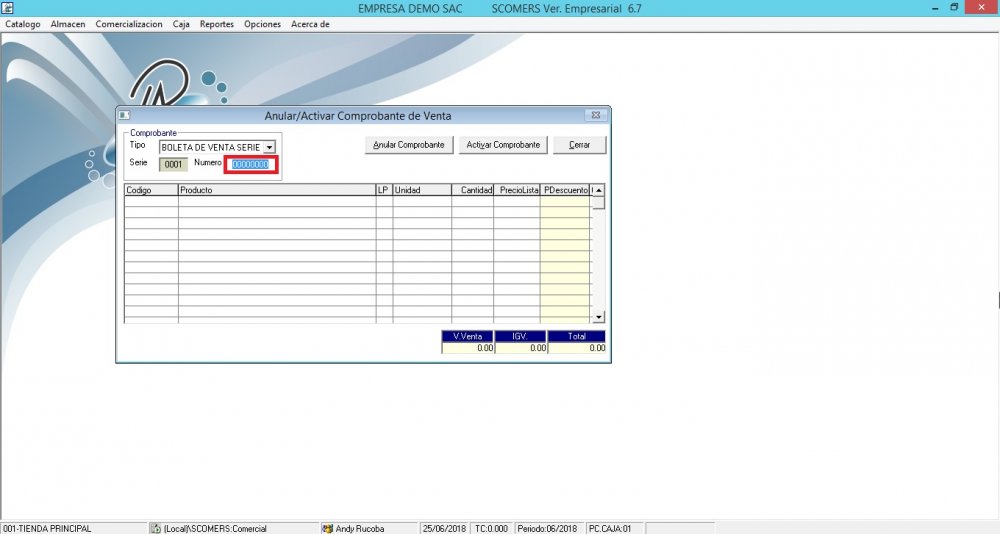 EMPRESA DEMO SAC SCOMERS Ver. Empresarial 6.7
Catalogo Almacen Comercializacion Caja Reportes Opciones Acerca de
Anular/Activar Comprobante de Venta
Comprobante
Tipo BOLETA DE VENTA SERIE
Anular Comprobante Activar Comprobante Cerrar
Serie 0001 Numero 00000000
Codigo Producto LP Unidad Cantidad PrecioLista PDescuento
V.Venta IGV. Total
0.00 0.00 0.00
001-TIENDA PRINCIPAL (Local)\SCOMERS:Comercial Andy Rucoba 25/06/2018 TC:0.000 Periodo:06/2018 PC.CAJA:01